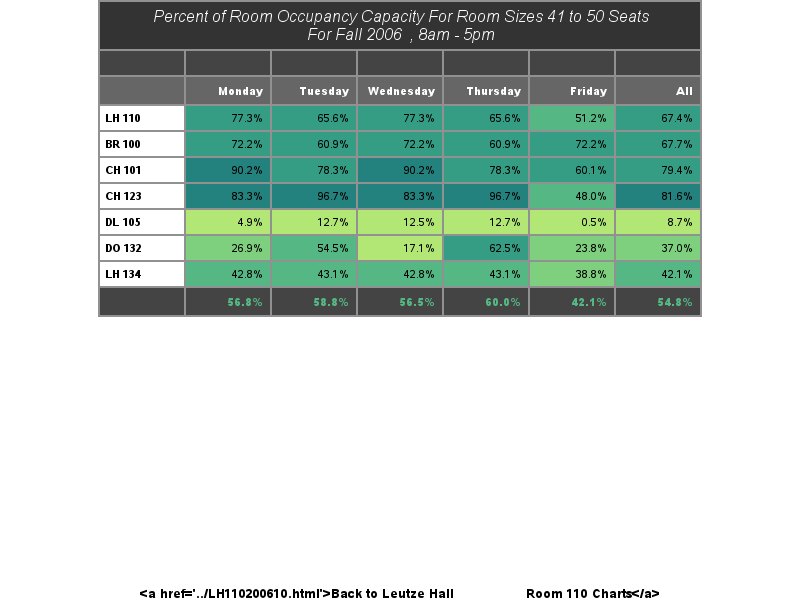 Percent of Room Occupancy Capacity For Room Sizes 41 to 50 Seats
For Fall 2006 , 8am - 5pm
Monday Tuesday Wednesday Thursday Friday All
LH 110 77.3% 65.6% 77.3% 65.6% 51.2% 67.4%
BR 100 72.2% 60.9% 72.2% 60.9% 72.2% 67.7%
CH 101 90.2% 78.3% 90.2% 78.3% 60.1% 79.4%
CH 123 83.3% 96.7% 83.3% 96.7% 48.0% 81.6%
DL 105 4.9% 12.7% 12.5% 12.7% 0.5% 8.7%
DO 132 26.9% 54.5% 17.1% 62.5% 23.8% 37.0%
LH 134 42.8% 43.1% 42.8% 43.1% 38.8% 42.1%
56.8% 58.8% 56.5% 60.0% 42.1% 54.8%
<a href='../LH110200610.html'>Back to Leutze Hall Room 110 Charts</a>